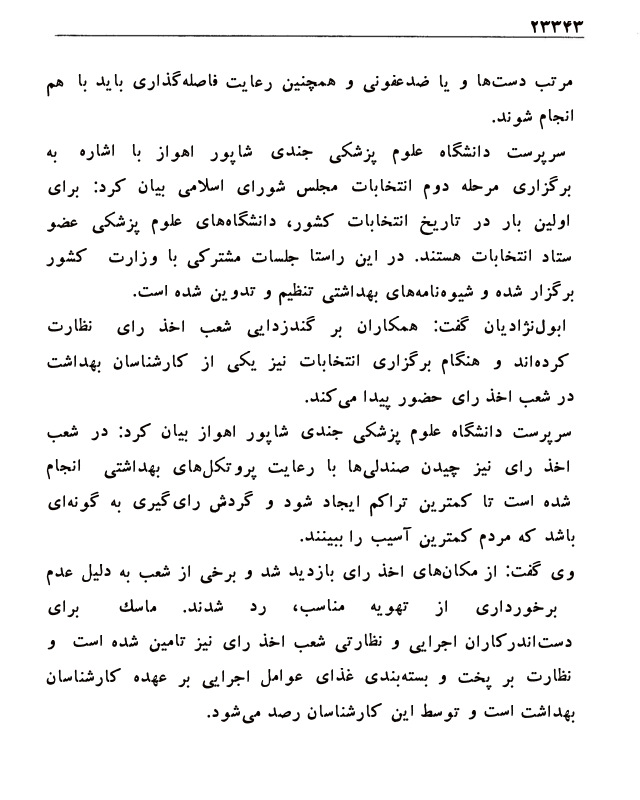 ۲۳۳۴۳
مرتب دست‌ها و یا ضدعفونی و همچنین رعایت فاصله‌گذاری باید با هم
انجام شوند.
سرپرست دانشگاه علوم پزشکی جندی شاپور اهواز با اشاره به
برگزاری مرحله دوم انتخابات مجلس شورای اسلامی بیان کرد: برای
اولین بار در تاریخ انتخابات کشور، دانشگاه‌های علوم پزشکی عضو
ستاد انتخابات هستند. در این راستا جلسات مشترکی با وزارت کشور
برگزار شده و شیوه‌نامه‌های بهداشتی تنظیم و تدوین شده است.
ابول‌نژادیان گفت: همکاران بر گندزدایی شعب اخذ رای نظارت
کرده‌اند و هنگام برگزاری انتخابات نیز یکی از کارشناسان بهداشت
در شعب اخذ رای حضور پیدا می‌کند.
سرپرست دانشگاه علوم پزشکی جندی شاپور اهواز بیان کرد: در شعب
اخذ رای نیز چیدن صندلی‌ها با رعایت پروتکل‌های بهداشتی انجام
شده است تا کمترین تراکم ایجاد شود و گردش رای‌گیری به گونه‌ای
باشد که مردم کمترین آسیب را ببینند.
وی گفت: از مکان‌های اخذ رای بازدید شد و برخی از شعب به دلیل عدم
برخورداری از تهویه مناسب، رد شدند. ماسك برای
دست‌اندرکاران اجرایی و نظارتی شعب اخذ رای نیز تامین شده است و
نظارت بر پخت و بسته‌بندی غذای عوامل اجرایی بر عهده کارشناسان
بهداشت است و توسط این کارشناسان رصد می‌شود.